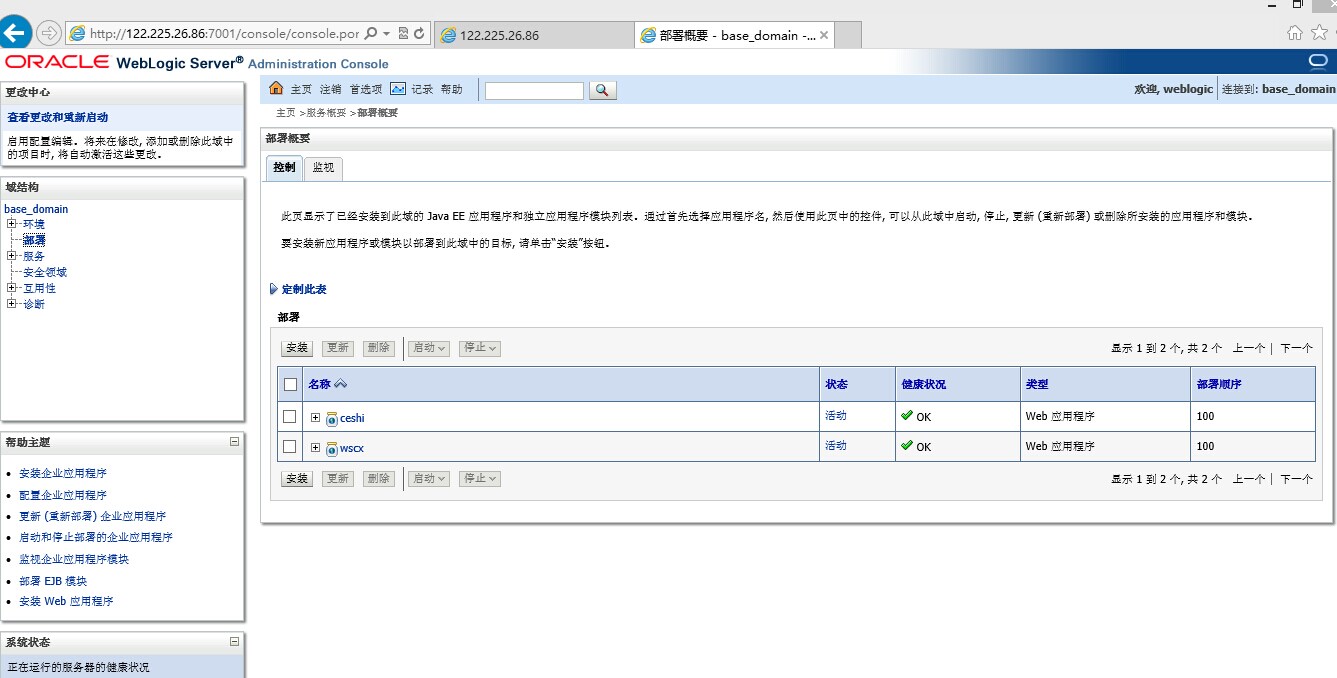 http://122.225.26.86:7001/console/console.por
122.225.26.86
部署概要 - base_domain -...
ORACLE WebLogic Server® Administration Console
更改中心
查看更改和重新启动
启用配置编辑。将来在修改, 添加或删除此域中
的项目时, 将自动激活这些更改。
域结构
base_domain
环境
部署
服务
安全领域
互用性
诊断
帮助主题
安装企业应用程序
配置企业应用程序
更新 (重新部署) 企业应用程序
启动和停止部署的企业应用程序
监视企业应用程序模块
部署 EJB 模块
安装 Web 应用程序
系统状态
正在运行的服务器的健康状况
主页 注销 首选项 记录 帮助
欢迎, weblogic 连接到: base_domain
主页 >服务概要 >部署概要
部署概要
控制 监视
此页显示了已经安装到此域的 Java EE 应用程序和独立应用程序模块列表。通过首先选择应用程序名, 然后使用此页中的控件, 可以从此域中启动, 停止, 更新 (重新部署) 或删除所安装的应用程序和模块。
要安装新应用程序或模块以部署到此域中的目标, 请单击“安装”按钮。
定制此表
部署
安装 更新 删除 启动 停止 显示 1 到 2 个, 共 2 个 上一个 | 下一个
名称 状态 健康状况 类型 部署顺序
ceshi 活动 OK Web 应用程序 100
wscx 活动 OK Web 应用程序 100
安装 更新 删除 启动 停止 显示 1 到 2 个, 共 2 个 上一个 | 下一个